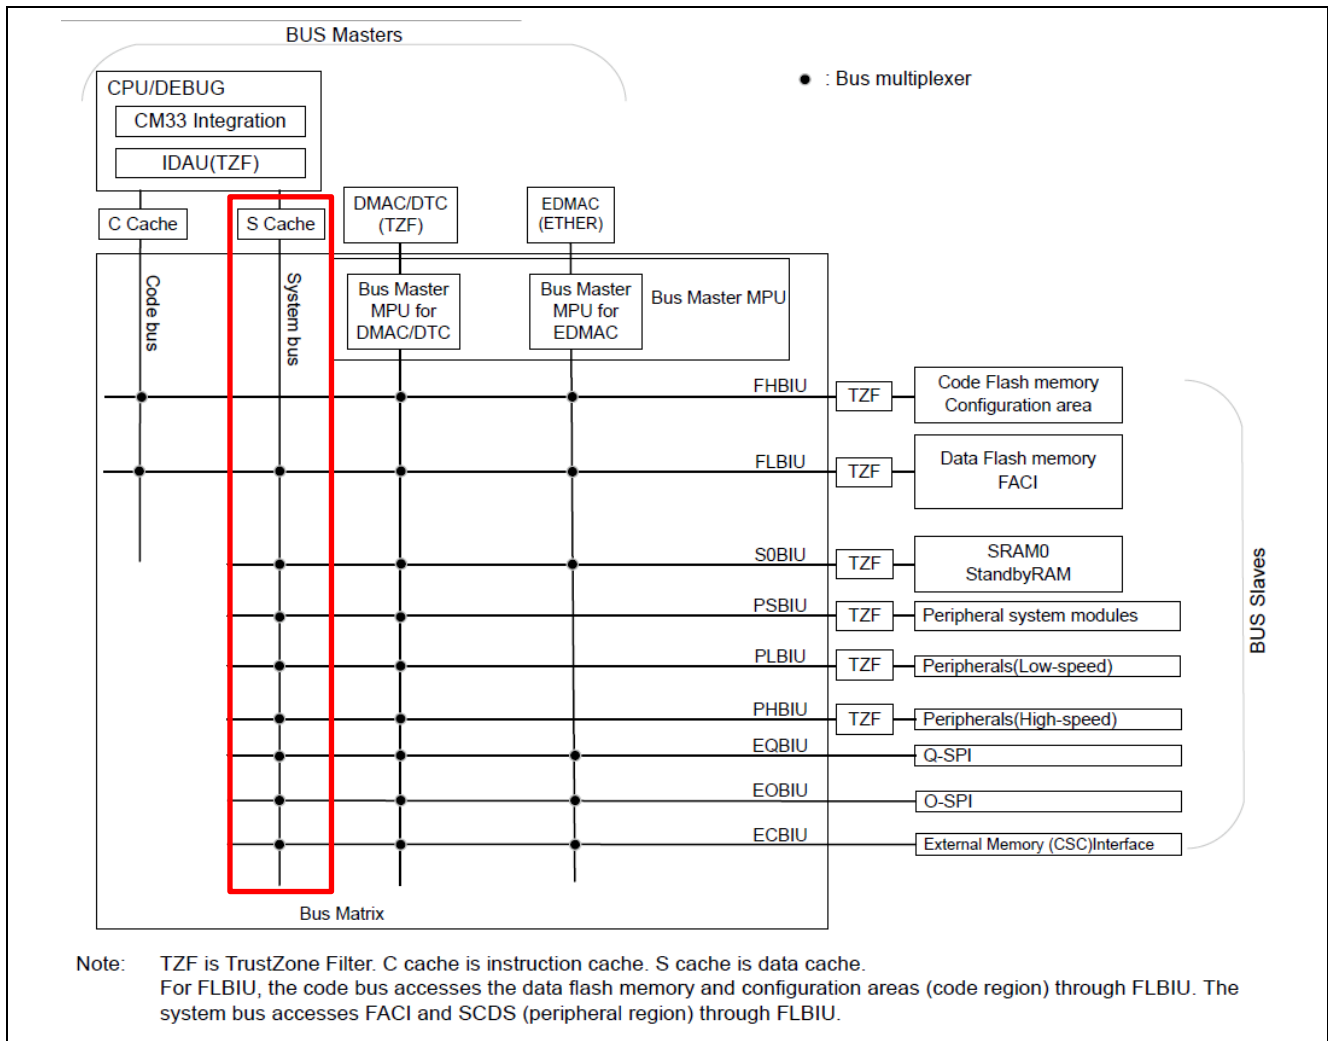 BUS Masters
: Bus multiplexer
CPU/DEBUG
CM33 Integration
IDAU(TZF)
C Cache
S Cache
DMAC/DTC
(TZF)
EDMAC
(ETHER)
Code bus
System bus
Bus Master
MPU for
DMAC/DTC
Bus Master
MPU for
EDMAC
Bus Master MPU
FHBIU
TZF
Code Flash memory
Configuration area
FLBIU
TZF
Data Flash memory
FACI
S0BIU
TZF
SRAM0
StandbyRAM
PSBIU
TZF
Peripheral system modules
PLBIU
TZF
Peripherals(Low-speed)
PHBIU
TZF
Peripherals(High-speed)
EQBIU
Q-SPI
EOBIU
O-SPI
ECBIU
External Memory (CSC)Interface
BUS Slaves
Bus Matrix
Note: TZF is TrustZone Filter. C cache is instruction cache. S cache is data cache.
For FLBIU, the code bus accesses the data flash memory and configuration areas (code region) through FLBIU. The
system bus accesses FACI and SCDS (peripheral region) through FLBIU.